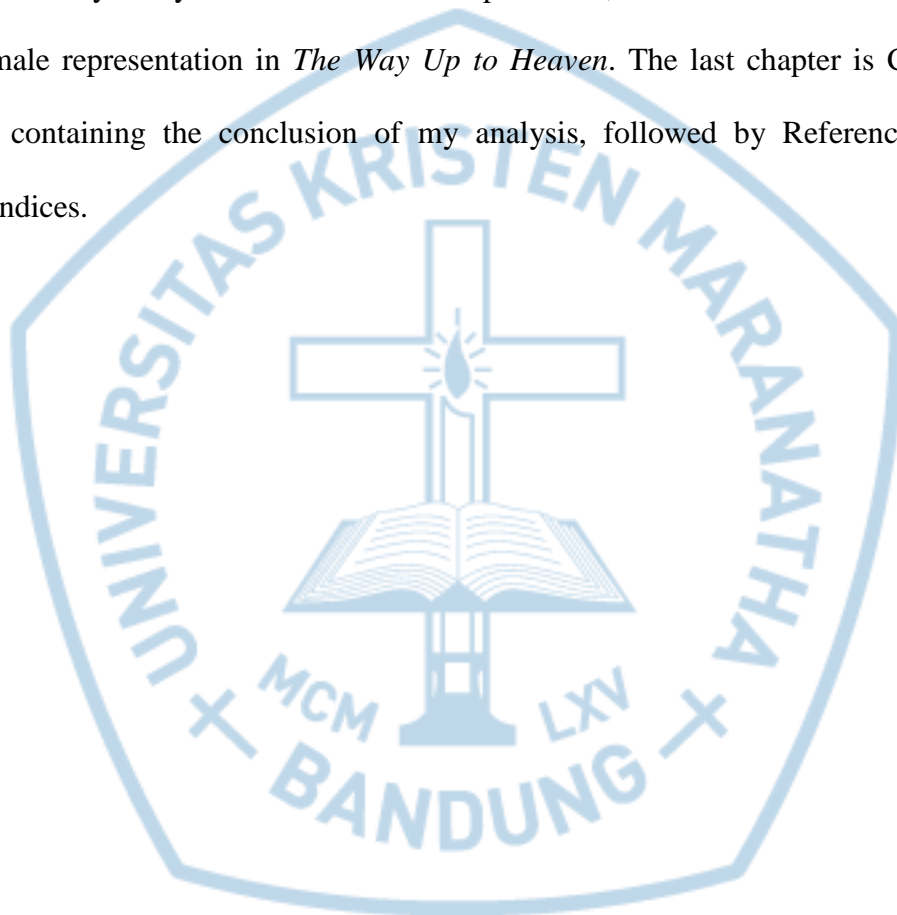 male representation in The Way Up to Heaven. The last chapter is
containing the conclusion of my analysis, followed by
ndices.
UNIVERSITAS KRISTEN MARANATHA
MCM LXV
BANDUNG